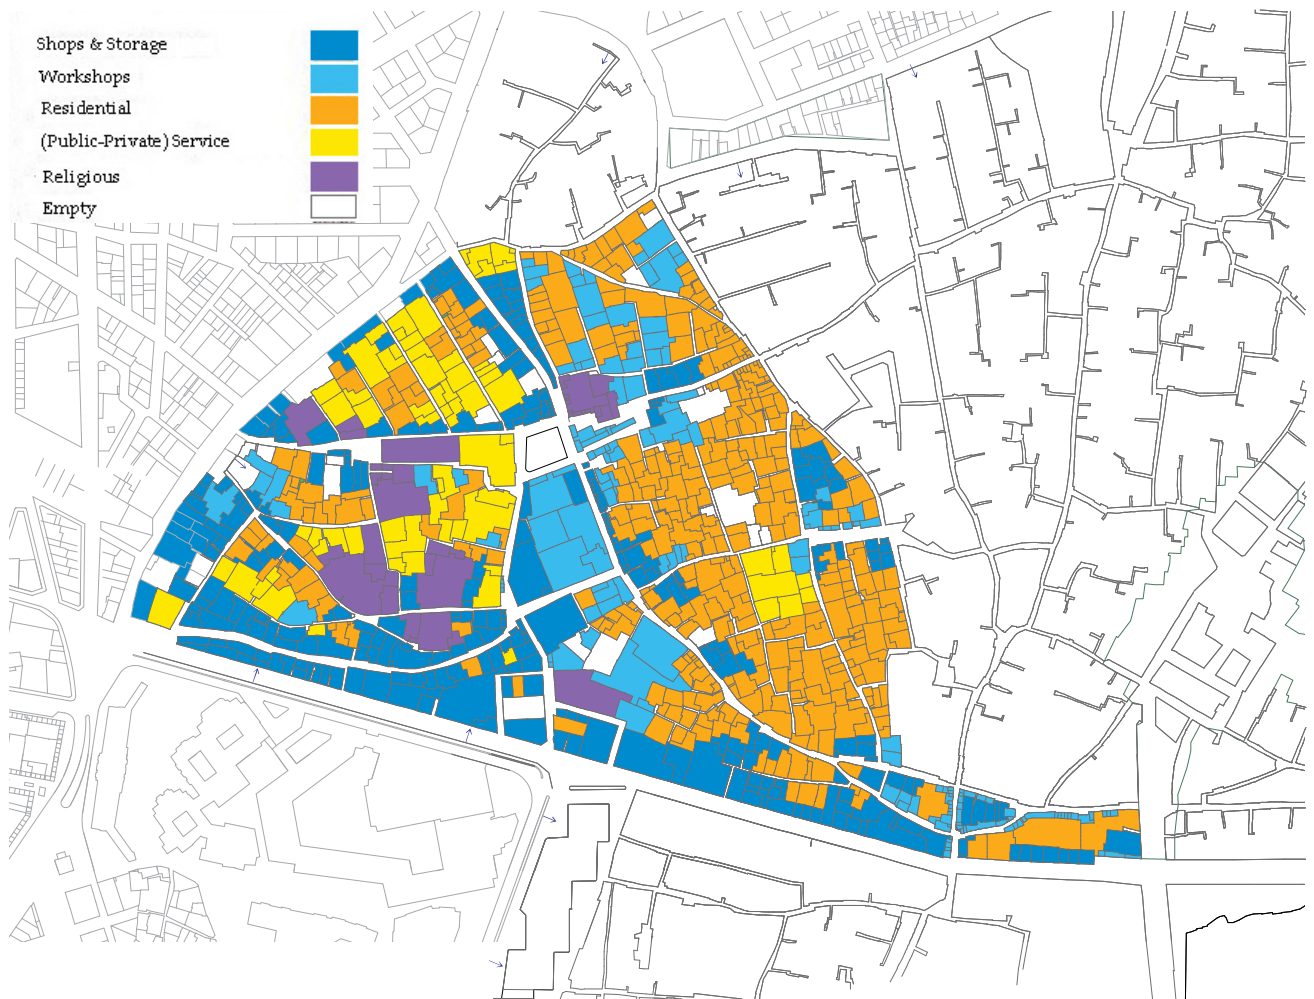 Shops & Storage
Workshops
Residential
(Public-Private) Service
Religious
Empty